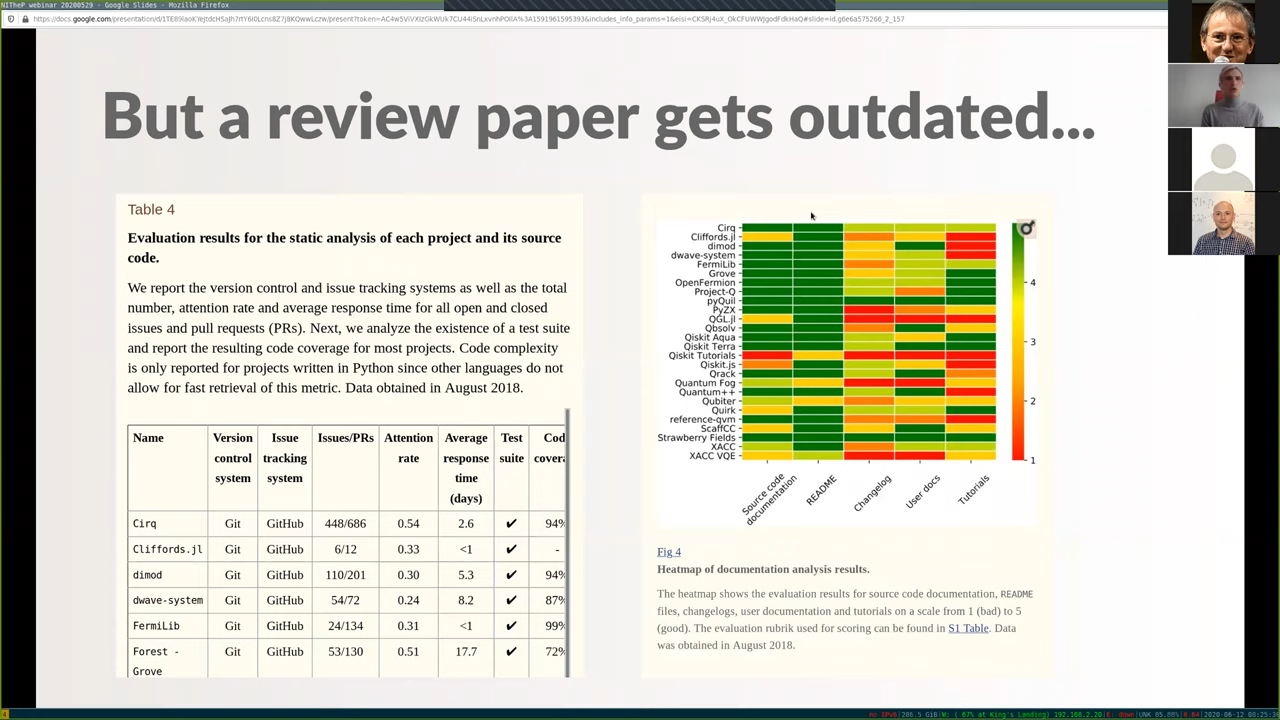 NITheP webinar 20200529 - Google Slides - Mozilla Firefox
But a review paper gets outdated...
Table 4
Evaluation results for the static analysis of each project and its source
code.
We report the version control and issue tracking systems as well as the total
number, attention rate and average response time for all open and closed
issues and pull requests (PRs). Next, we analyze the existence of a test suite
and report the resulting code coverage for most projects. Code complexity
is only reported for projects written in Python since other languages do not
allow for fast retrieval of this metric. Data obtained in August 2018.
Name Version control system Issue tracking system Issues/PRs Attention rate Average response time (days) Test suite
Cirq Git GitHub 448/686 0.54 2.6 ✔ 94%
Cliffords.jl Git GitHub 6/12 0.33 <1 ✔ -
dimod Git GitHub 110/201 0.30 5.3 ✔ 94%
dwave-system Git GitHub 54/72 0.24 8.2 ✔ 87%
FermiLib Git GitHub 24/134 0.31 <1 ✔ 99%
Forest - Git GitHub 53/130 0.51 17.7 ✔ 72%
Grove
Cirq
Cliffords.jl
dimod
dwave-system
FermiLib
Grove
OpenFermion
Project-Q
pyQuil
PyZX
QGL.jl
Qbsolv
Qiskit Aqua
Qiskit Terra
Qiskit Tutorials
Qiskit.js
Qrack
Quantum Fog
Quantum++
Qubiter
Quirk
reference-qvm
ScaffCC
Strawberry Fields
XACC
XACC VQE
4
3
2
1
Source code
documentation
README
Changelog
User docs
Tutorials
Fig 4
Heatmap of documentation analysis results.
The heatmap shows the evaluation results for source code documentation, README
files, changelogs, user documentation and tutorials on a scale from 1 (bad) to 5
(good). The evaluation rubrik used for scoring can be found in S1 Table. Data
was obtained in August 2018.